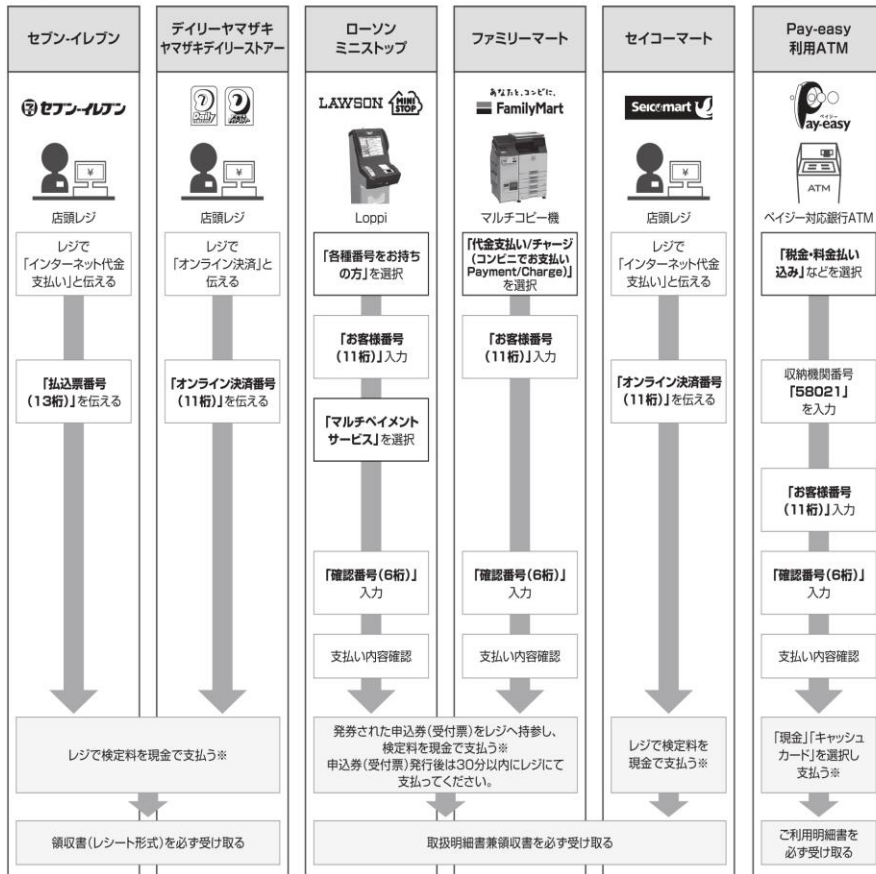 セブン-イレブン
デイリーヤマザキ
ヤマザキデイリーストアー
ローソン
ミニストップ
ファミリーマート
セイコーマート
Pay-easy
利用ATM
セブン-イレブン
Daily
LAWSON
MINI
STOP
あなたと、コンビに、
FamilyMart
Seicomart
ペイジー
Pay-easy
¥
¥
¥
ATM
店頭レジ
店頭レジ
Loppi
マルチコピー機
店頭レジ
ペイジー対応銀行ATM
レジで
「インターネット代金
支払い」と伝える
レジで
「オンライン決済」と
伝える
「各種番号をお持ち
の方」を選択
「代金支払い/チャージ
(コンビニでお支払い
Payment/Charge)」
を選択
レジで
「インターネット代金
支払い」と伝える
「税金・料金払い
込み」などを選択
「お客様番号
(11桁)」入力
「お客様番号
(11桁)」入力
「払込票番号
(13桁)」を伝える
「オンライン決済番号
(11桁)」を伝える
「オンライン決済番号
(11桁)」を伝える
収納機関番号
「58021」
を入力
「マルチペイメント
サービス」を選択
「お客様番号
(11桁)」入力
「確認番号(6桁)」
入力
「確認番号(6桁)」
入力
「確認番号(6桁)」
入力
支払い内容確認
支払い内容確認
支払い内容確認
レジで検定料を現金で支払う※
発券された申込券(受付票)をレジへ持参し、
検定料を現金で支払う※
申込券(受付票)発行後は30分以内にレジにて
支払ってください。
レジで検定料を
現金で支払う※
「現金」「キャッシュ
カード」を選択し
支払う※
領収書(レシート形式)を必ず受け取る
取扱明細書兼領収書を必ず受け取る
ご利用明細書を
必ず受け取る